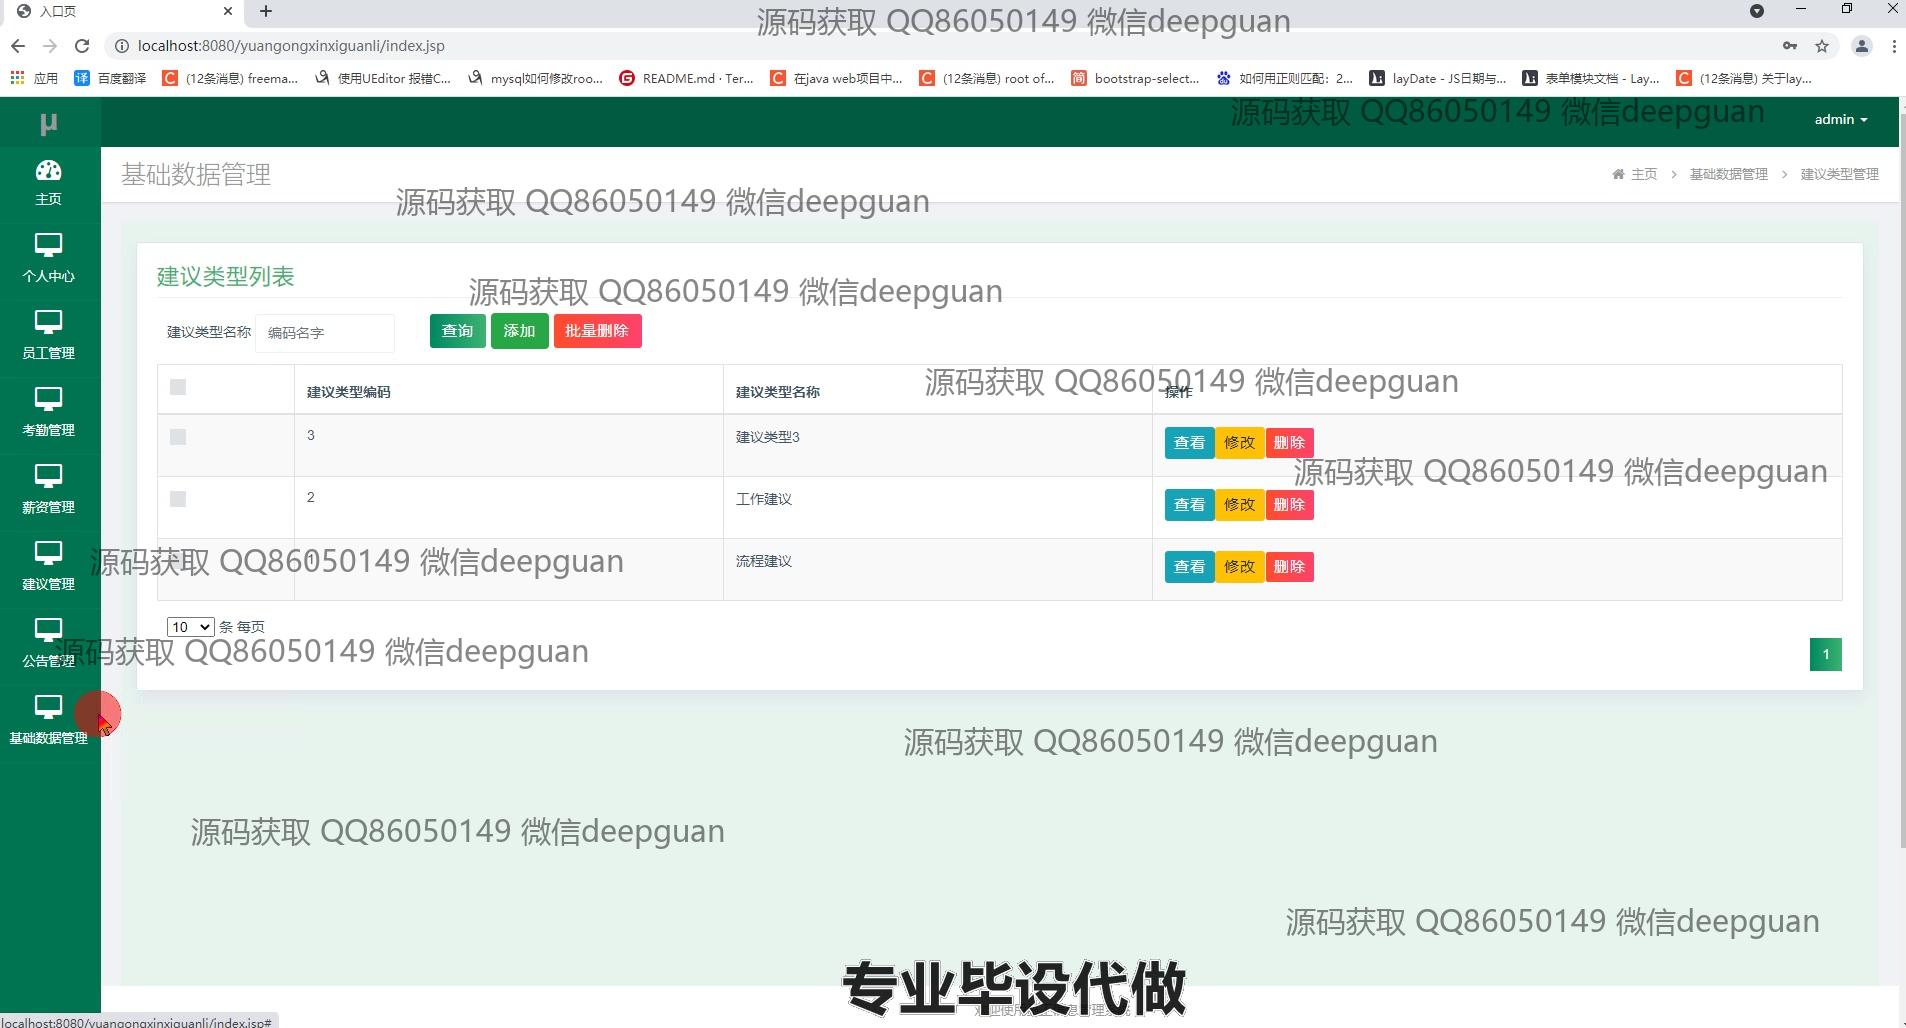 入口页
源码获取 QQ86050149 微信deepguan
localhost:8080/yuangongxinxiguanli/index.jsp
应用 百度翻译 (12条消息) freema... 使用UEditor 报错C... mysql如何修改roo... README.md · Ter... 在java web项目中... (12条消息) root of... bootstrap-select... 如何用正则匹配：2... layDate - JS日期与... 表单模块文档 - Lay... (12条消息) 关于lay...
源码获取 QQ86050149 微信deepguan
μ
admin
基础数据管理
主页 > 基础数据管理 > 建议类型管理
源码获取 QQ86050149 微信deepguan
主页
个人中心
员工管理
考勤管理
薪资管理
建议管理
公告管理
基础数据管理
建议类型列表
源码获取 QQ86050149 微信deepguan
建议类型名称 编码名字 查询 添加 批量删除
建议类型编码 建议类型名称 操作
源码获取 QQ86050149 微信deepguan
3 建议类型3 查看 修改 删除
源码获取 QQ86050149 微信deepguan
2 工作建议 查看 修改 删除
1 流程建议 查看 修改 删除
源码获取 QQ86050149 微信deepguan
10 条 每页
源码获取 QQ86050149 微信deepguan
1
源码获取 QQ86050149 微信deepguan
源码获取 QQ86050149 微信deepguan
源码获取 QQ86050149 微信deepguan
专业毕设代做
localhost:8080/yuangongxinxiguanli/index.jsp#